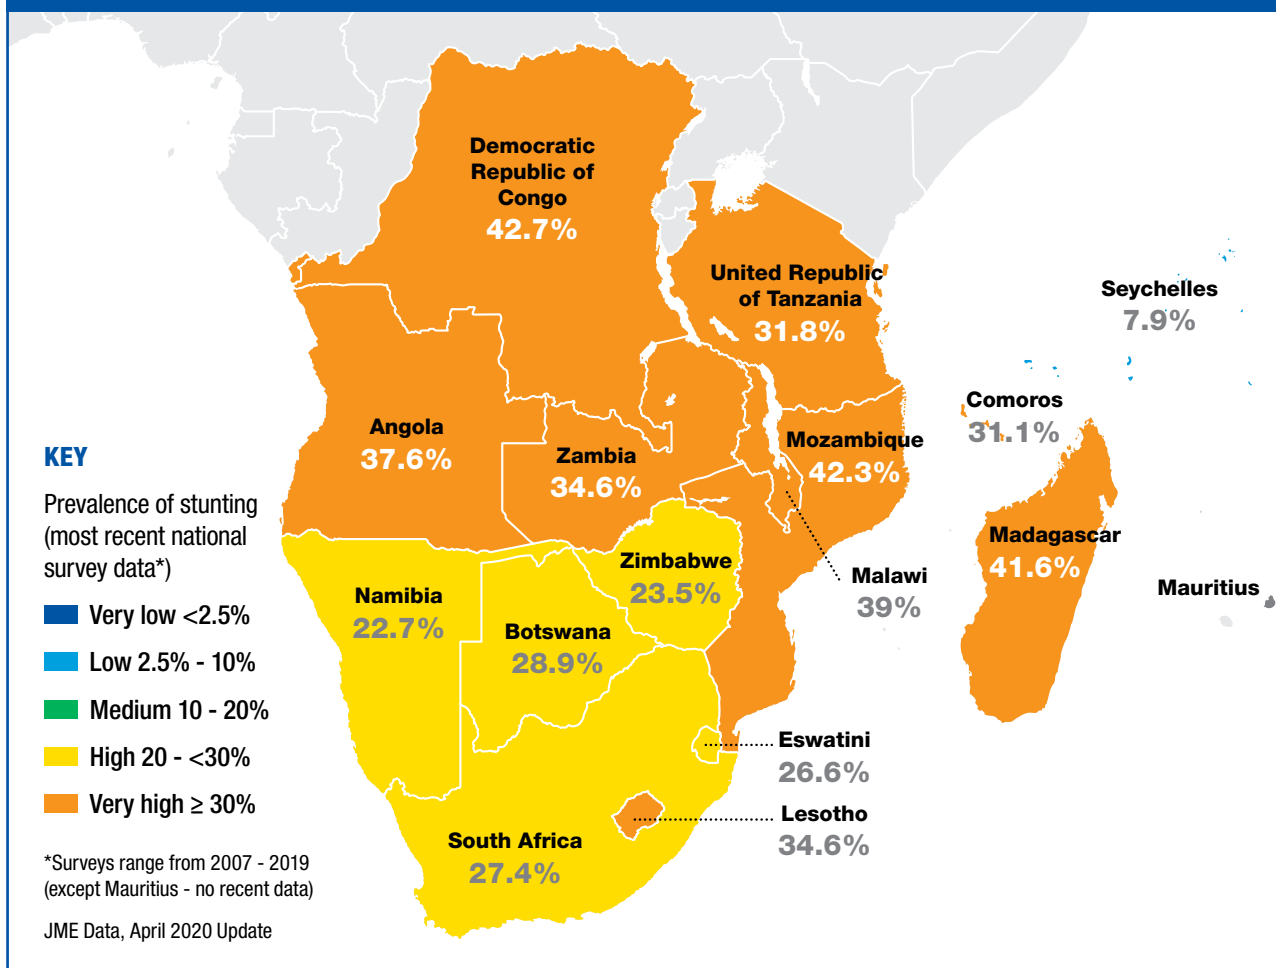 Democratic
Republic of
Congo
42.7%
United Republic
of Tanzania
31.8%
Seychelles
7.9%
Comoros
31.1%
Angola
37.6%
Zambia
34.6%
Mozambique
42.3%
Madagascar
41.6%
Malawi
39%
Mauritius
Zimbabwe
23.5%
Namibia
22.7%
Botswana
28.9%
Eswatini
26.6%
Lesotho
34.6%
South Africa
27.4%
KEY
Prevalence of stunting
(most recent national
survey data*)
Very low <2.5%
Low 2.5% - 10%
Medium 10 - 20%
High 20 - <30%
Very high ≥ 30%
*Surveys range from 2007 - 2019
(except Mauritius - no recent data)
JME Data, April 2020 Update